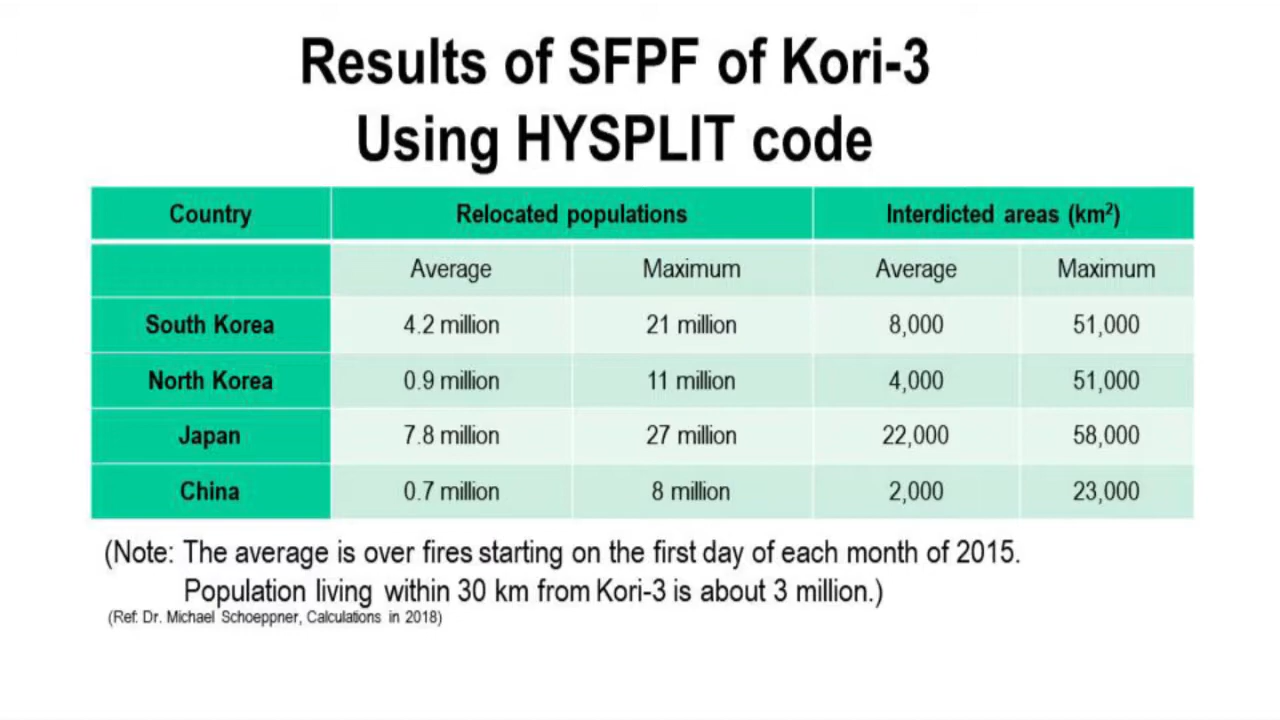 Results of SFPF of Kori-3
Using HYSPLIT code
Country Relocated populations Interdicted areas (km²)
Average Maximum Average Maximum
South Korea 4.2 million 21 million 8,000 51,000
North Korea 0.9 million 11 million 4,000 51,000
Japan 7.8 million 27 million 22,000 58,000
China 0.7 million 8 million 2,000 23,000
(Note: The average is over fires starting on the first day of each month of 2015.
Population living within 30 km from Kori-3 is about 3 million.)
(Ref: Dr. Michael Schoeppner, Calculations in 2018)